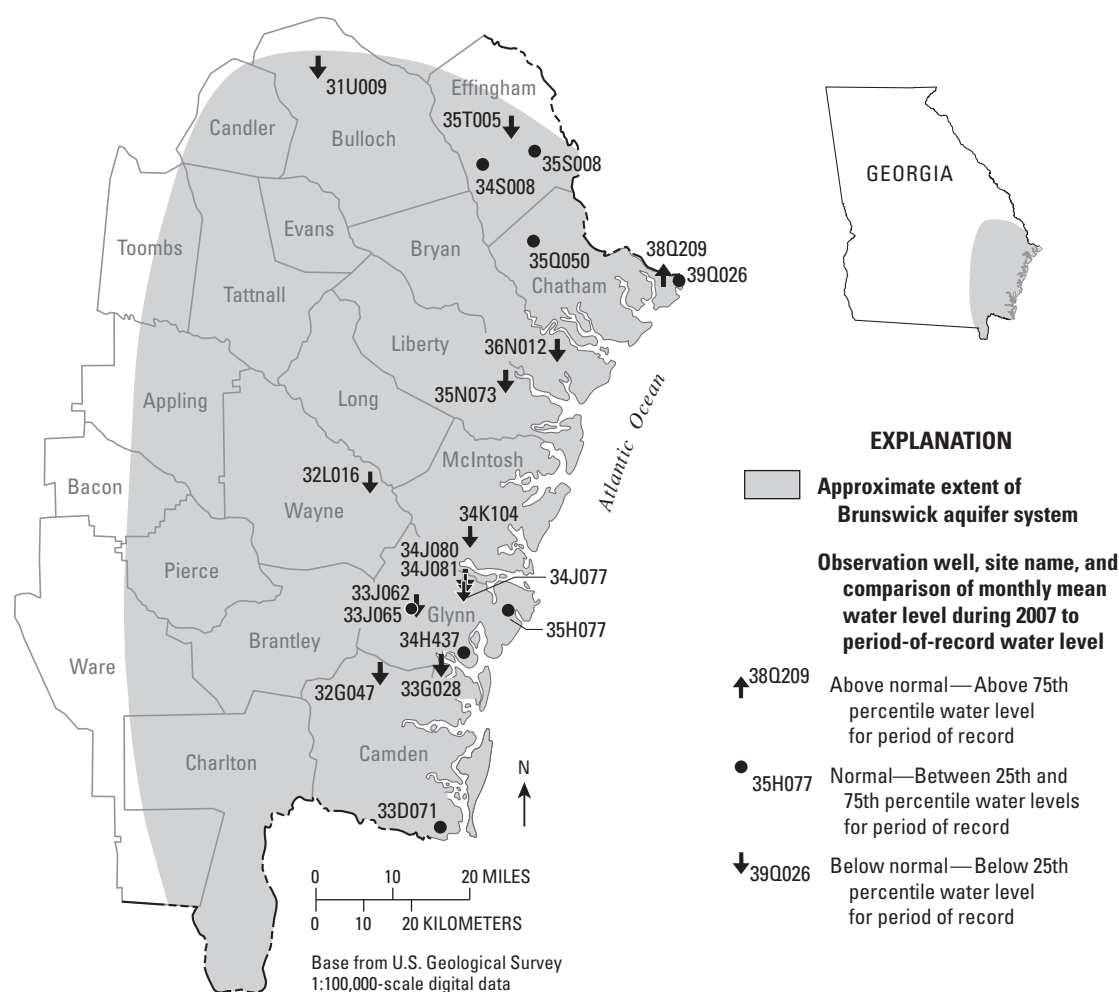 31U009
Effingham
35T005
Candler
Bulloch
35S008
34S008
GEORGIA
Toombs
Evans
Bryan
35Q050
38Q209
39Q026
Chatham
Tattnall
Liberty
36N012
35N073
Appling
Long
Atlantic Ocean
McIntosh
32L016
Bacon
Wayne
34K104
34J080
34J081
34J077
Pierce
33J062
33J065
Glynn
35H077
Brantley
34H437
Ware
32G047
33G028
Camden
Charlton
33D071
N
0 10 20 MILES
0 10 20 KILOMETERS
Base from U.S. Geological Survey
1:100,000-scale digital data
EXPLANATION
Approximate extent of
Brunswick aquifer system
Observation well, site name, and
comparison of monthly mean
water level during 2007 to
period-of-record water level
38Q209
Above normal—Above 75th
percentile water level
for period of record
35H077
Normal—Between 25th and
75th percentile water levels
for period of record
39Q026
Below normal—Below 25th
percentile water level
for period of record